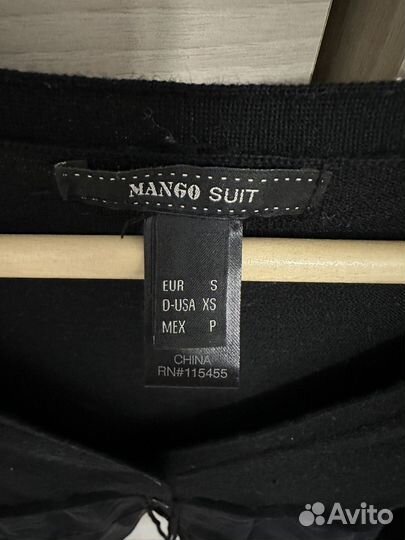 MANGO SUIT
EUR S
D-USA XS
MEX P
CHINA
RN#115455
Avito